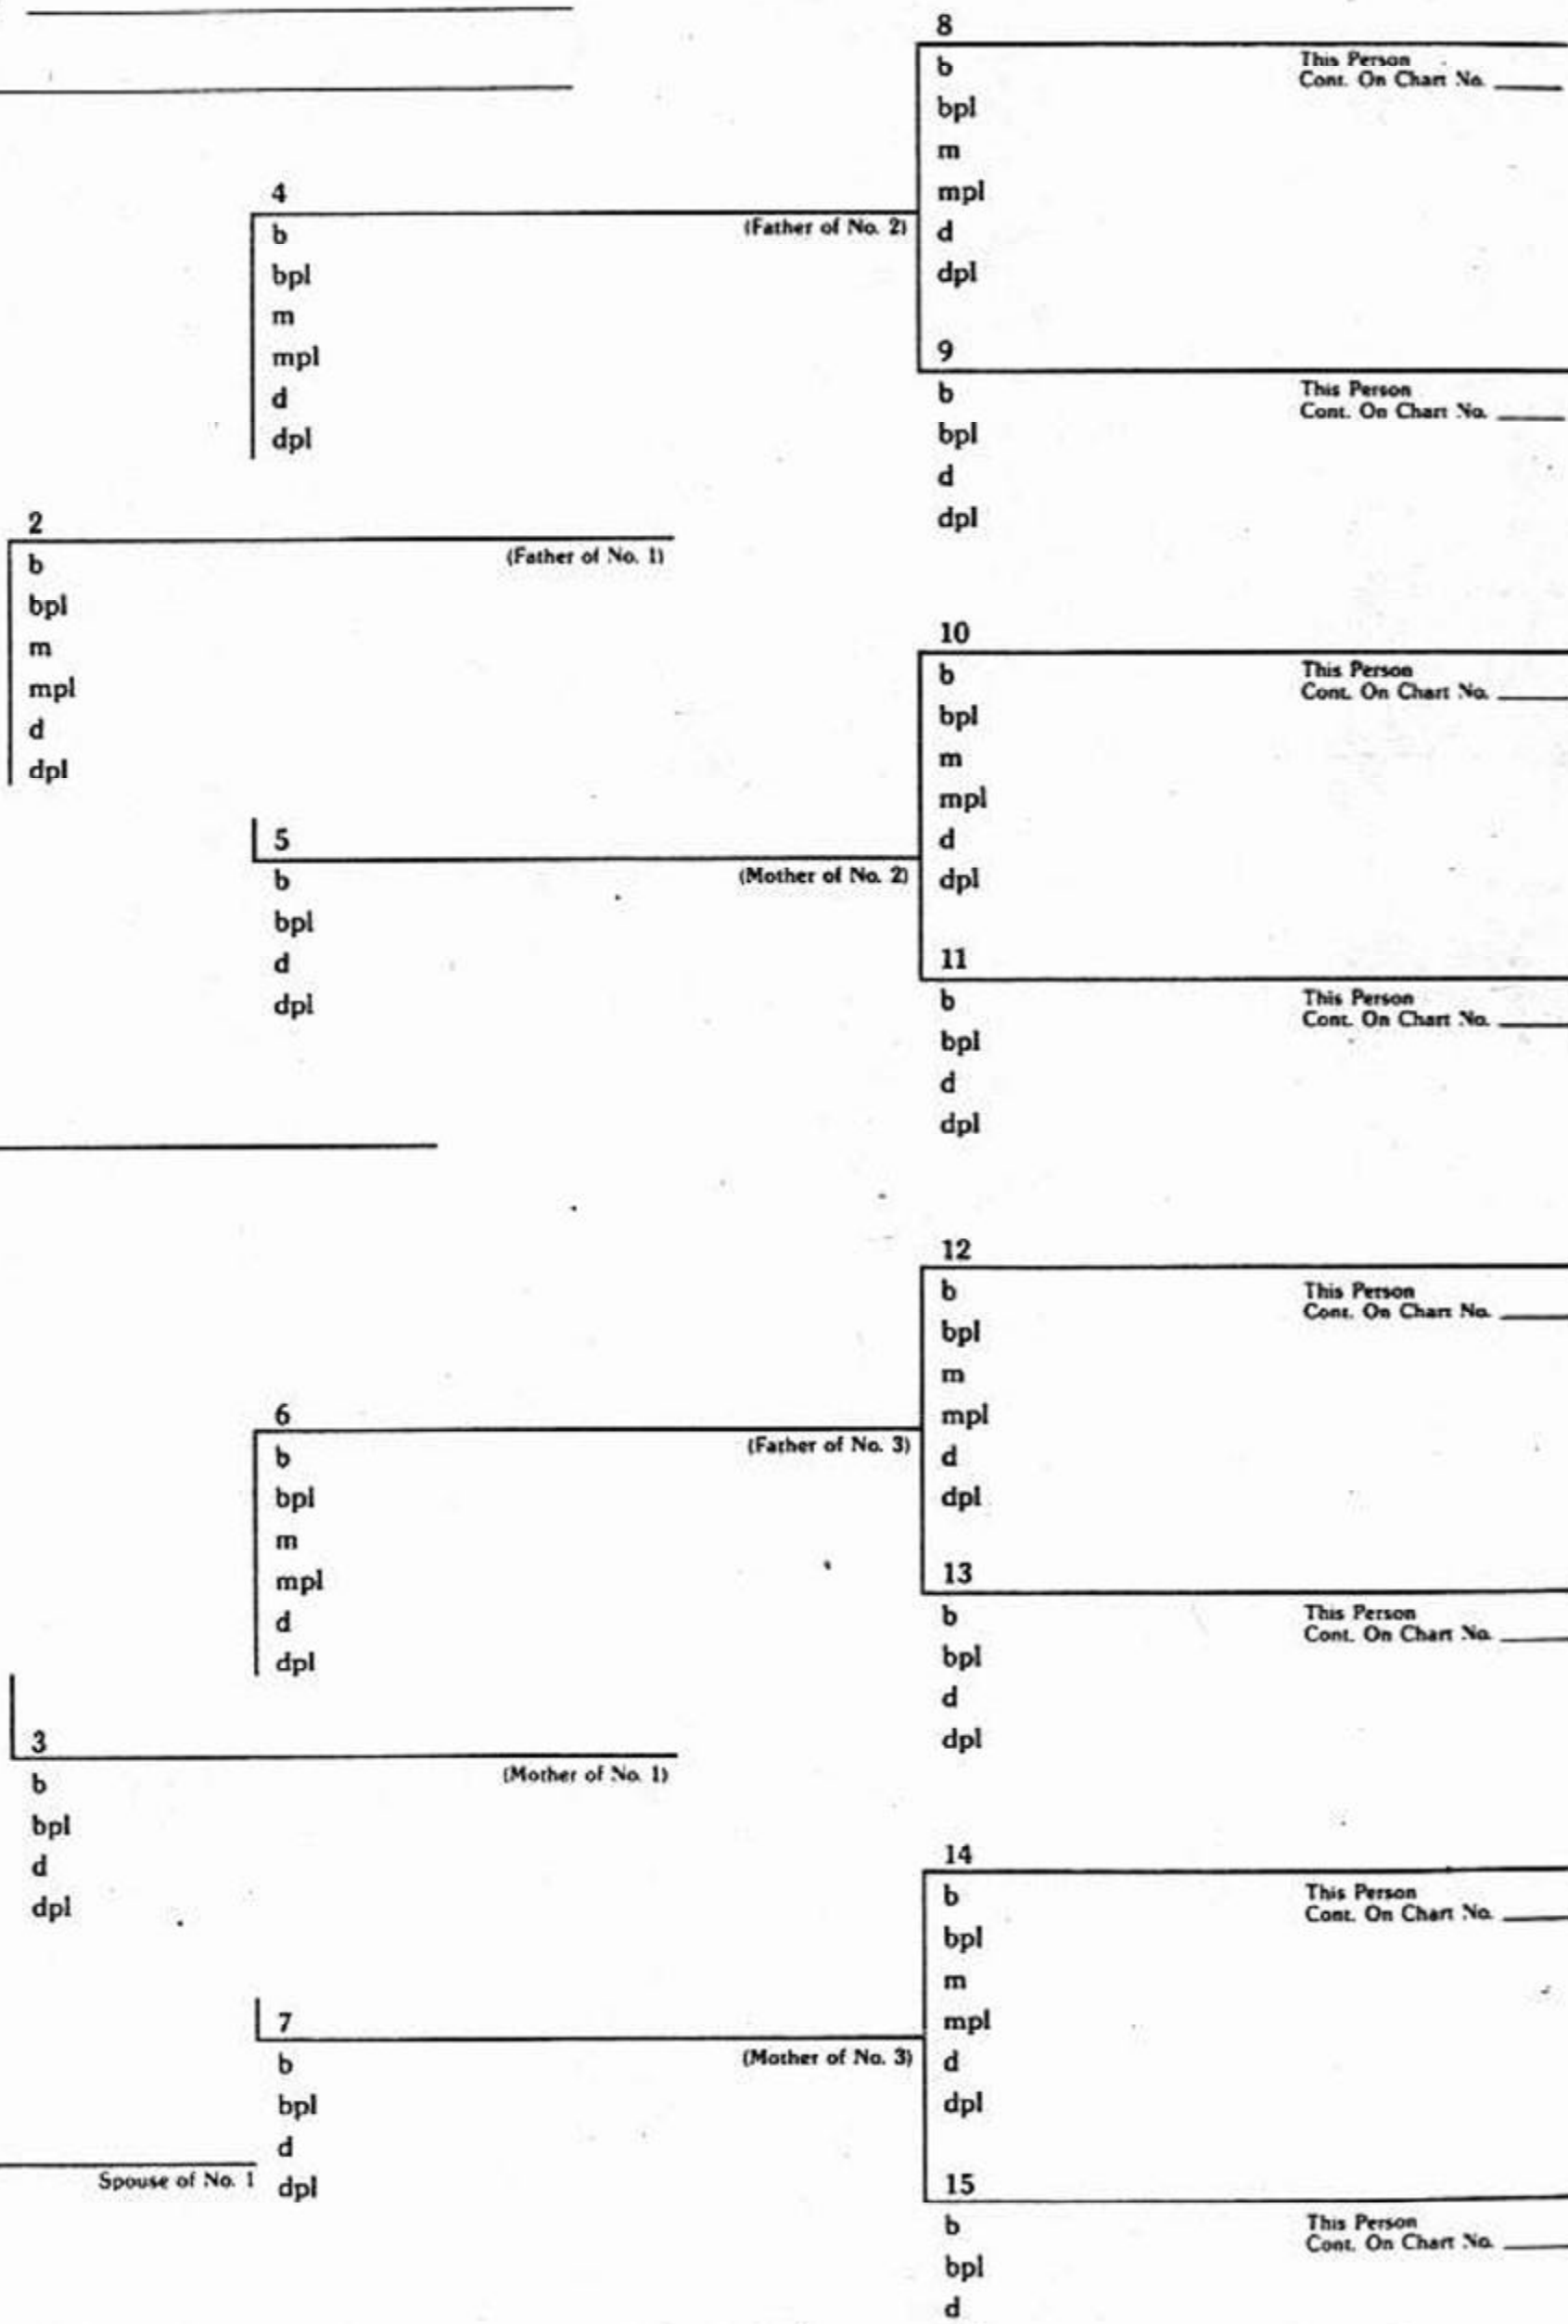 8
b
This Person
Cont. On Chart No.
bpl
m
mpl
d
dpl
4
(Father of No. 2)
b
bpl
m
mpl
d
dpl
9
b
This Person
Cont. On Chart No.
bpl
d
dpl
2
(Father of No. 1)
b
bpl
m
mpl
d
dpl
10
b
This Person
Cont. On Chart No.
bpl
m
mpl
d
dpl
5
(Mother of No. 2)
b
bpl
d
dpl
11
b
This Person
Cont. On Chart No.
bpl
d
dpl
12
b
This Person
Cont. On Chart No.
bpl
m
mpl
d
dpl
6
(Father of No. 3)
b
bpl
m
mpl
d
dpl
13
b
This Person
Cont. On Chart No.
bpl
d
dpl
3
(Mother of No. 1)
b
bpl
d
dpl
14
b
This Person
Cont. On Chart No.
bpl
m
mpl
d
dpl
7
(Mother of No. 3)
b
bpl
d
dpl
Spouse of No. 1
15
b
This Person
Cont. On Chart No.
bpl
d